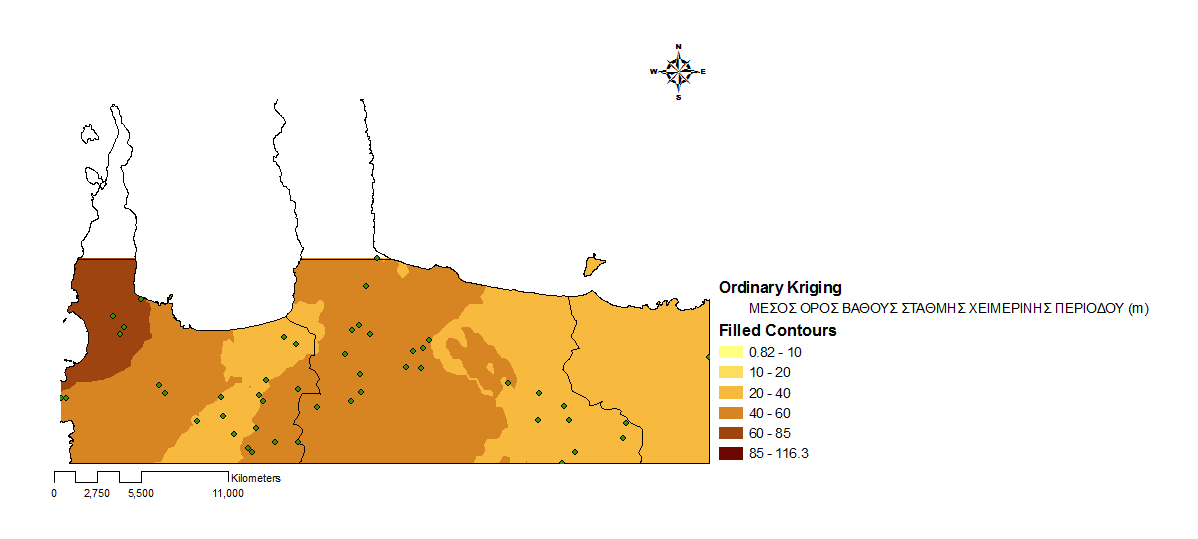 N
W E
S
Ordinary Kriging
ΜΕΣΟΣ ΟΡΟΣ ΒΑΘΟΥΣ ΣΤΑΘΜΗΣ ΧΕΙΜΕΡΙΝΗΣ ΠΕΡΙΟΔΟΥ (m)
Filled Contours
0.82 - 10
10 - 20
20 - 40
40 - 60
60 - 85
85 - 116.3
Kilometers
0 2,750 5,500 11,000